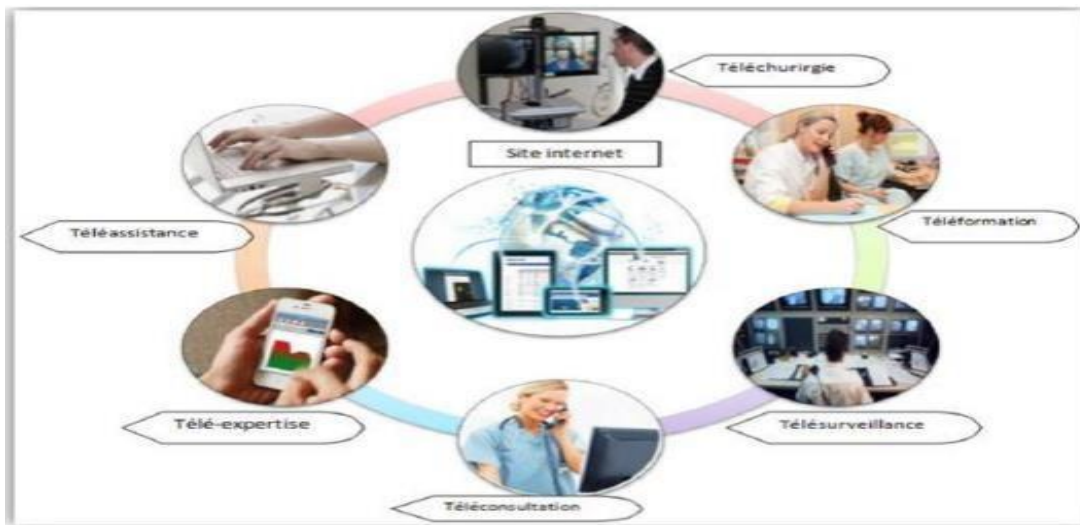 Téléchurirgie
Site internet
Téléformation
Téléassistance
Télé-expertise
Télésurveillance
Téléconsultation